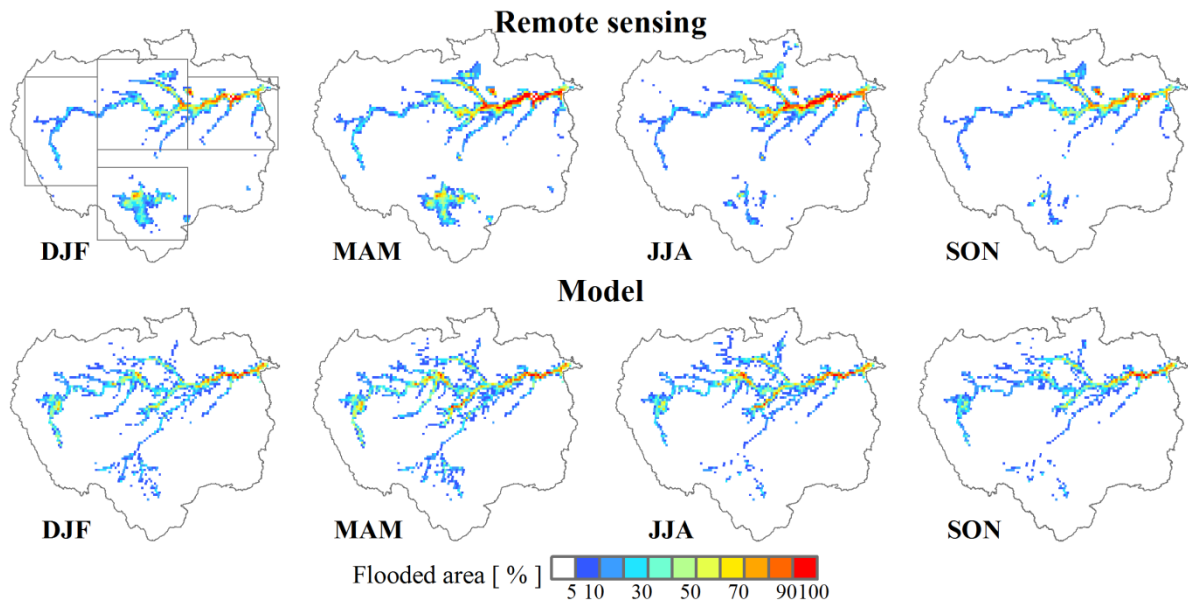 Remote sensing
DJF MAM JJA SON
Model
DJF MAM JJA SON
Flooded area [ % ]
5 10 30 50 70 90 100